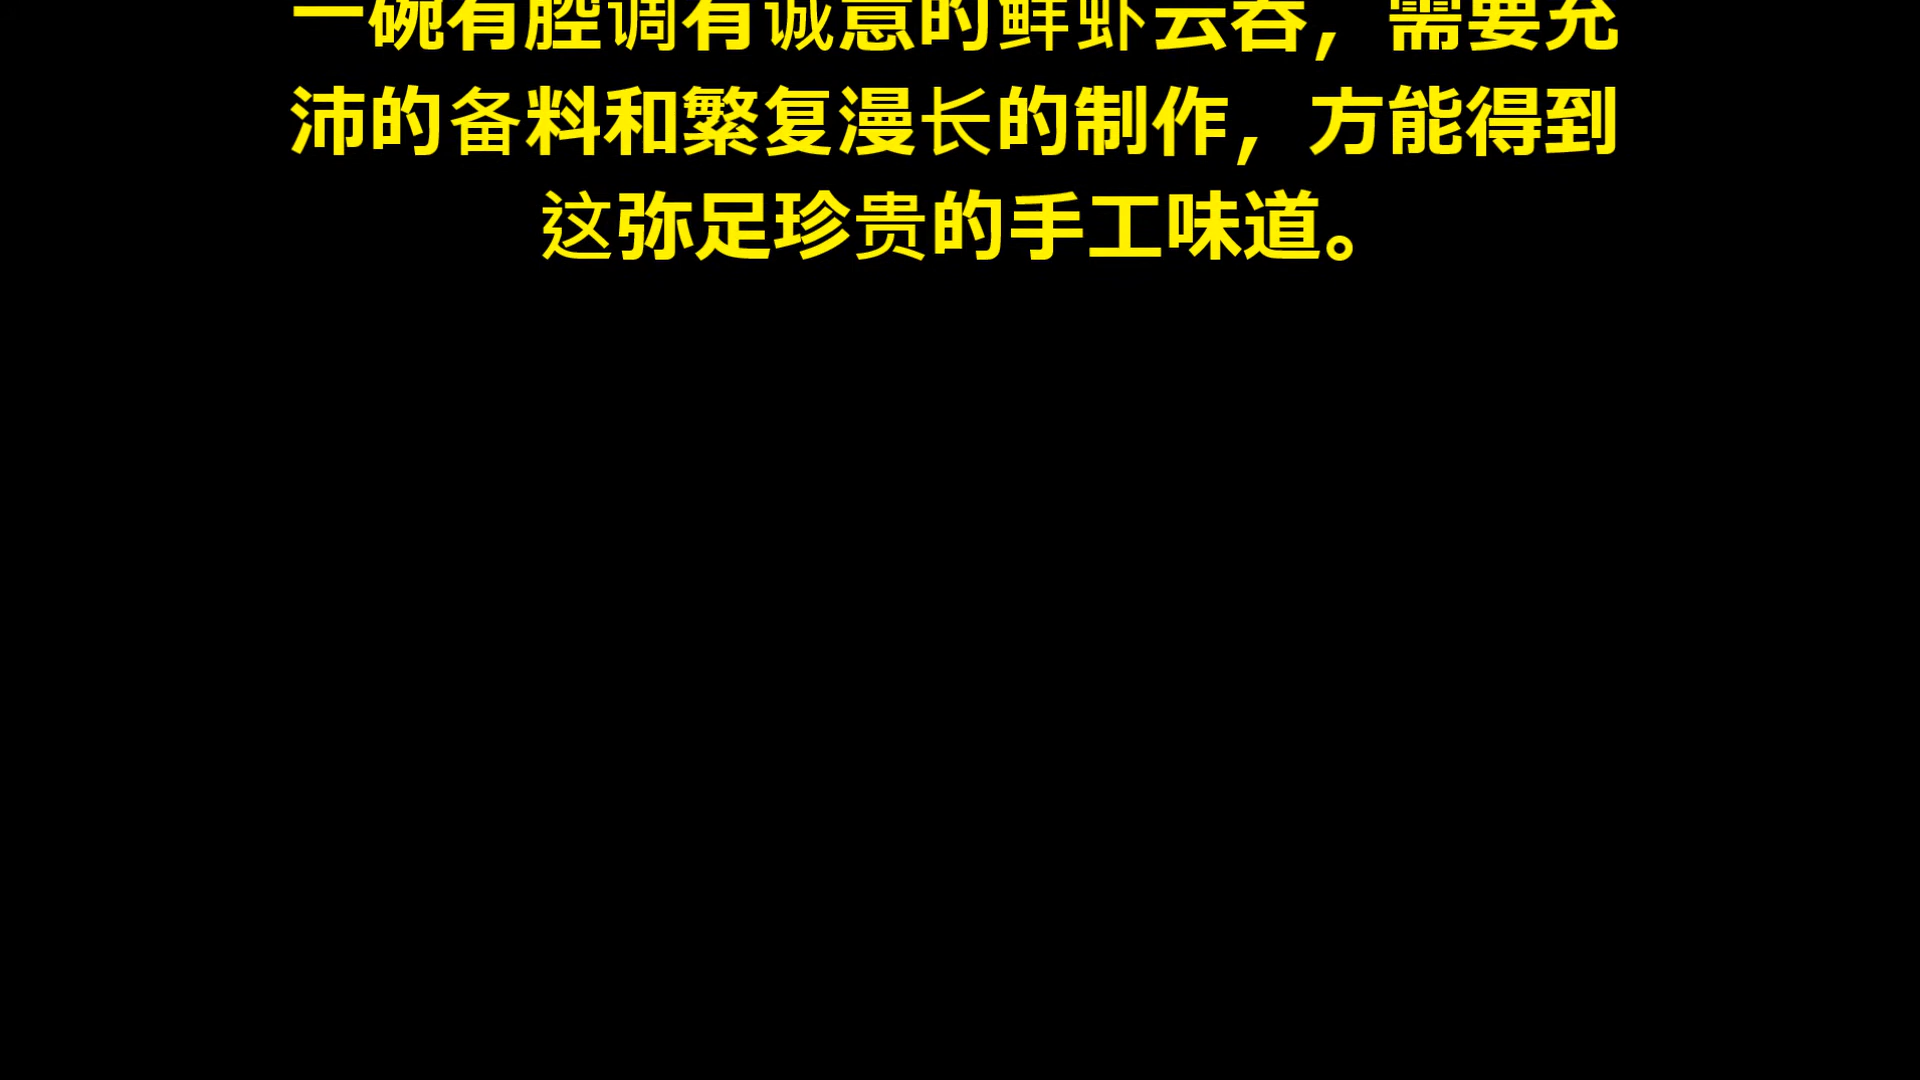 一碗有腔调有诚意的鲜虾云吞，需要充
沛的备料和繁复漫长的制作，方能得到
这弥足珍贵的手工味道。